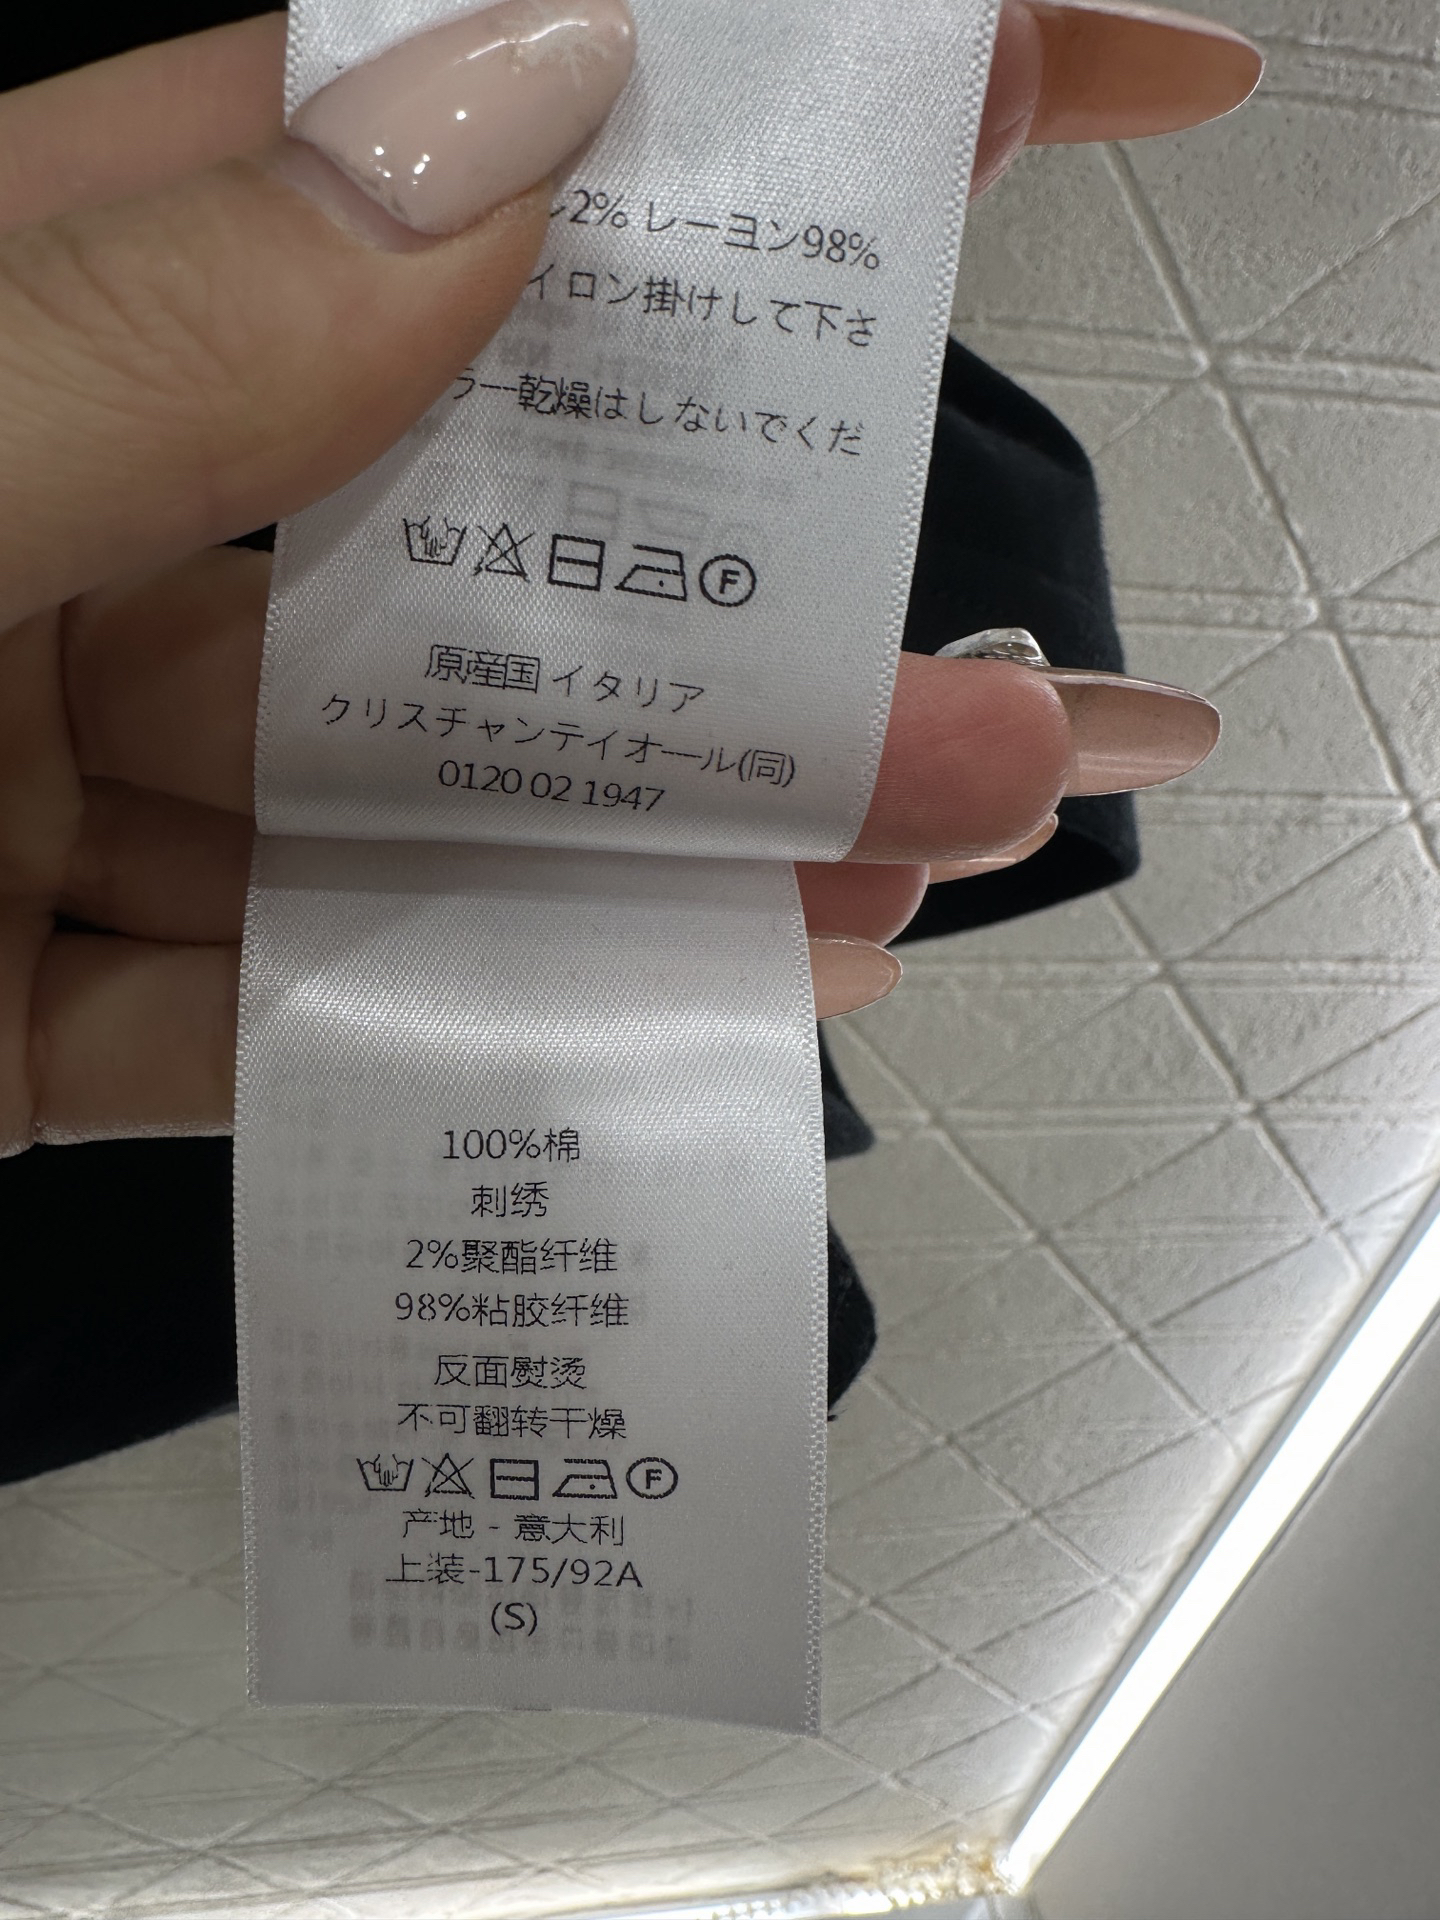 2% レーヨン98%
イロン掛けして下さ
ラー乾燥はしないでくだ
F
原産国 イタリア
クリスチャンディオール(同)
0120 02 1947
100%棉
刺绣
2%聚酯纤维
98%粘胶纤维
反面熨烫
不可翻转干燥
F
产地 - 意大利
上装-175/92A
(S)